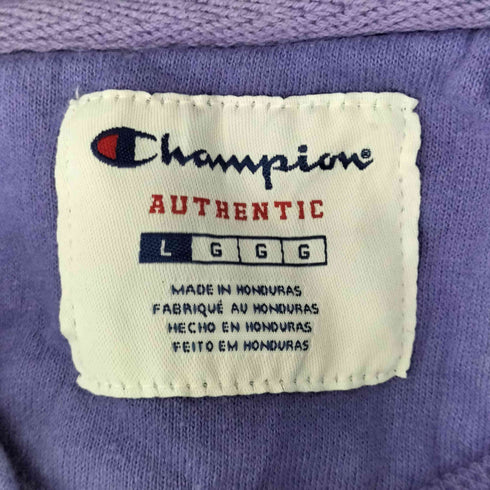 Champion®
AUTHENTIC
L G G G
MADE IN HONDURAS
FABRIQUÉ AU HONDURAS
HECHO EN HONDURAS
FEITO EM HONDURAS